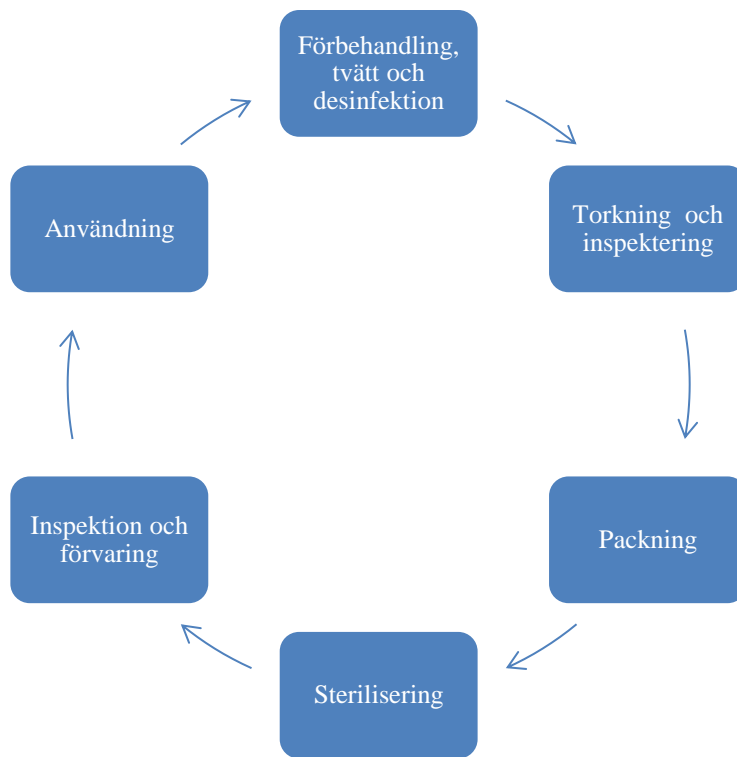 Förbehandling,
tvätt och
desinfektion
Torkning och
inspektering
Packning
Sterilisering
Inspektion och
förvaring
Användning